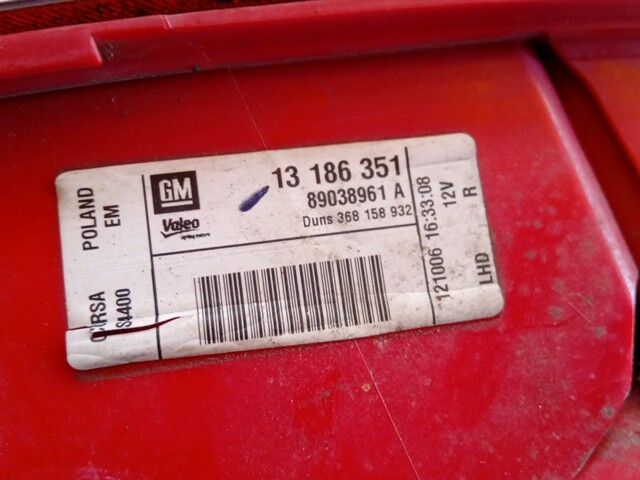 POLAND
EM
CORSA
S4400
GM
Valeo
13 186 351
89038961 A
Duns 368 158 932
121006 16:33:08
12V
R
LHD